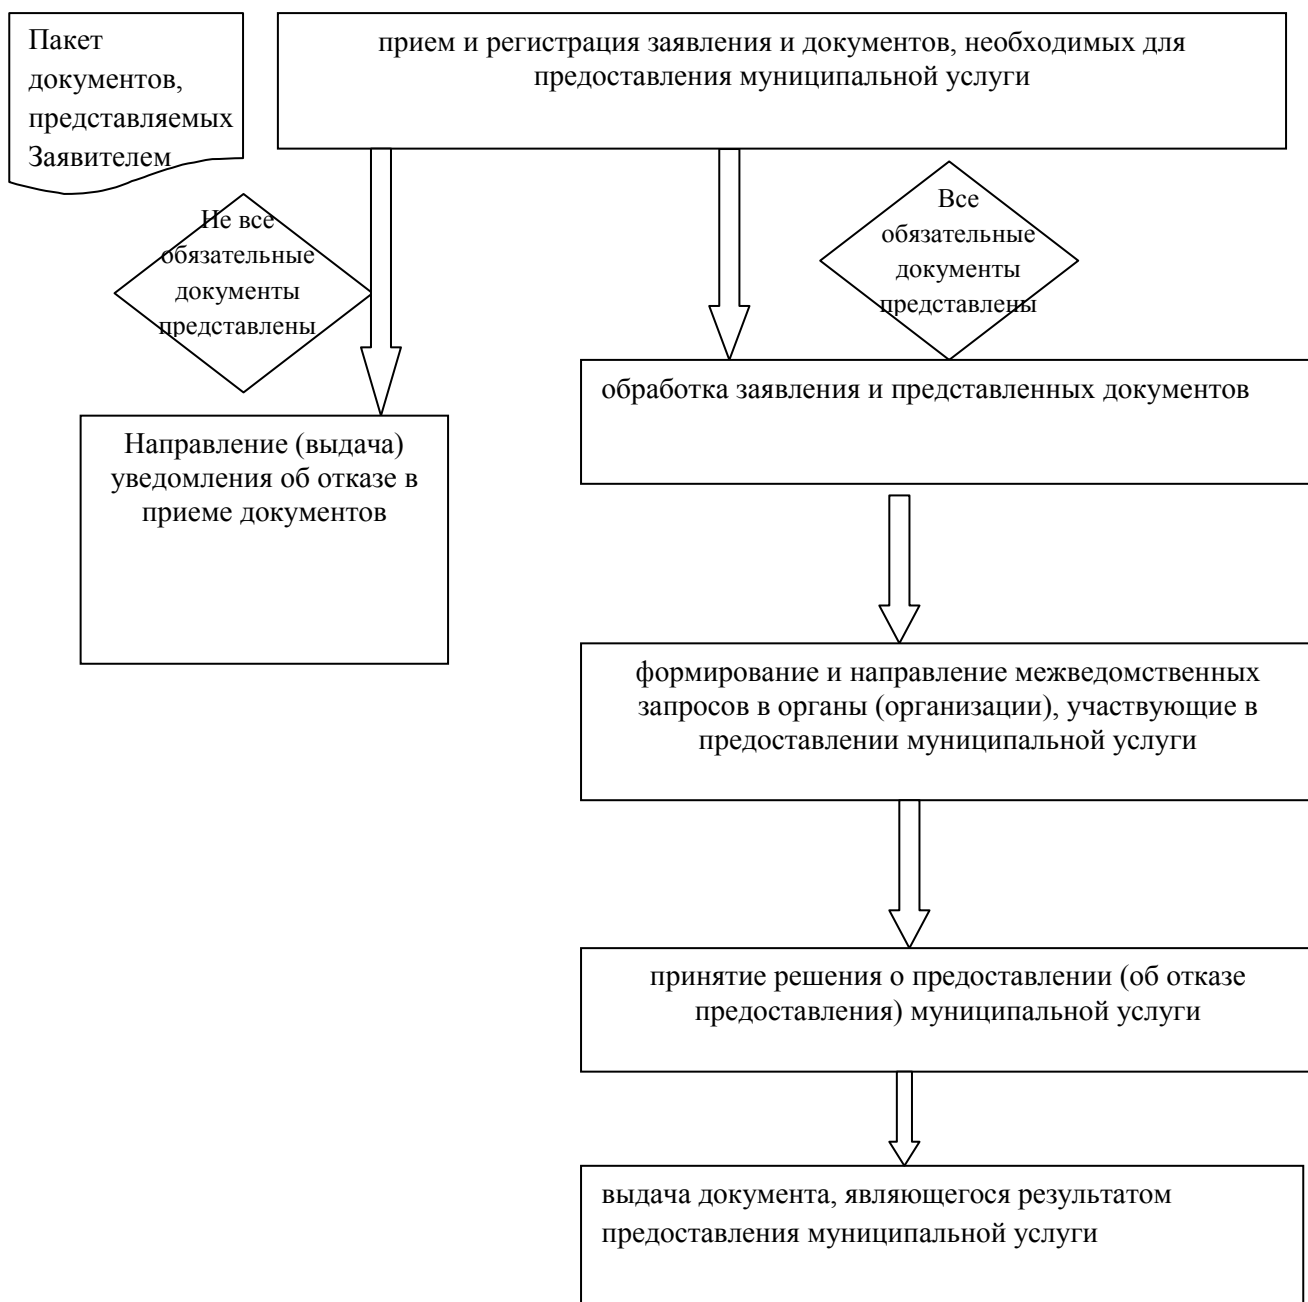 Пакет
документов,
представляемых
Заявителем
прием и регистрация заявления и документов, необходимых для
предоставления муниципальной услуги
Не все
обязательные
документы
представлены
Все
обязательные
документы
представлены
обработка заявления и представленных документов
Направление (выдача)
уведомления об отказе в
приеме документов
формирование и направление межведомственных
запросов в органы (организации), участвующие в
предоставлении муниципальной услуги
принятие решения о предоставлении (об отказе
предоставления) муниципальной услуги
выдача документа, являющегося результатом
предоставления муниципальной услуги